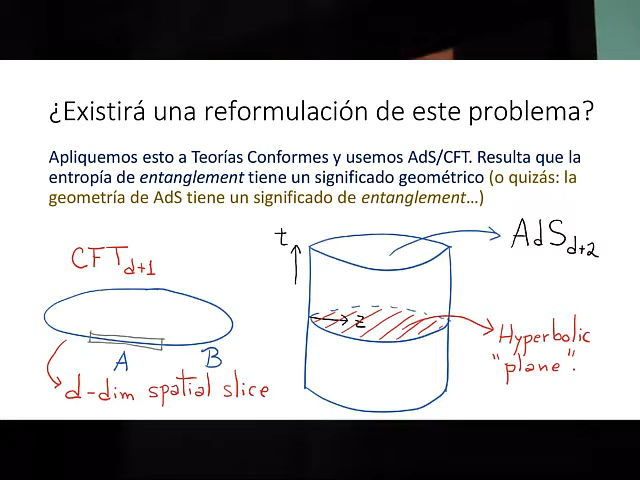 ¿Existirá una reformulación de este problema?
Apliquemos esto a Teorías Conformes y usemos AdS/CFT. Resulta que la
entropía de entanglement tiene un significado geométrico (o quizás: la
geometría de AdS tiene un significado de entanglement...)
CFT d+1
A
B
d-dim spatial slice
t
AdS d+2
z
Hyperbolic
"plane".